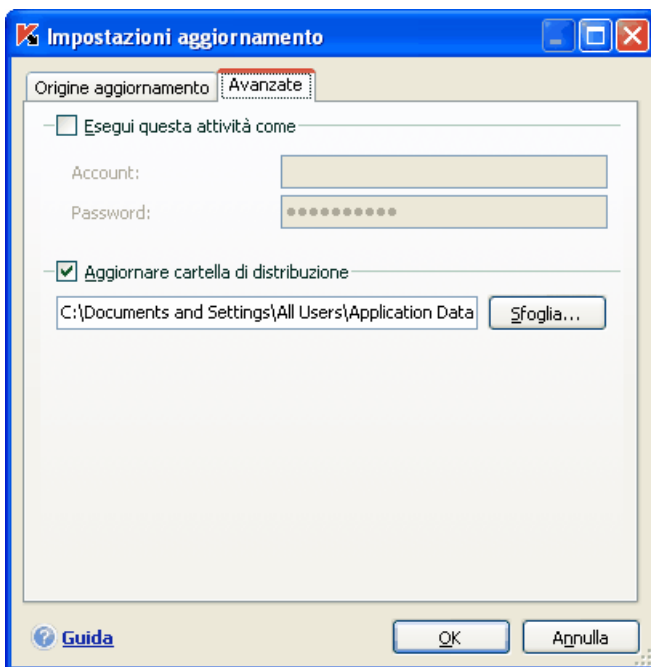 Impostazioni aggiornamento
Origine aggiornamento Avanzate
Esegui questa attività come
Account:
Password: ●●●●●●●●●●
Aggiornare cartella di distribuzione
C:\Documents and Settings\All Users\Application Data Sfoglia...
Guida OK Annulla